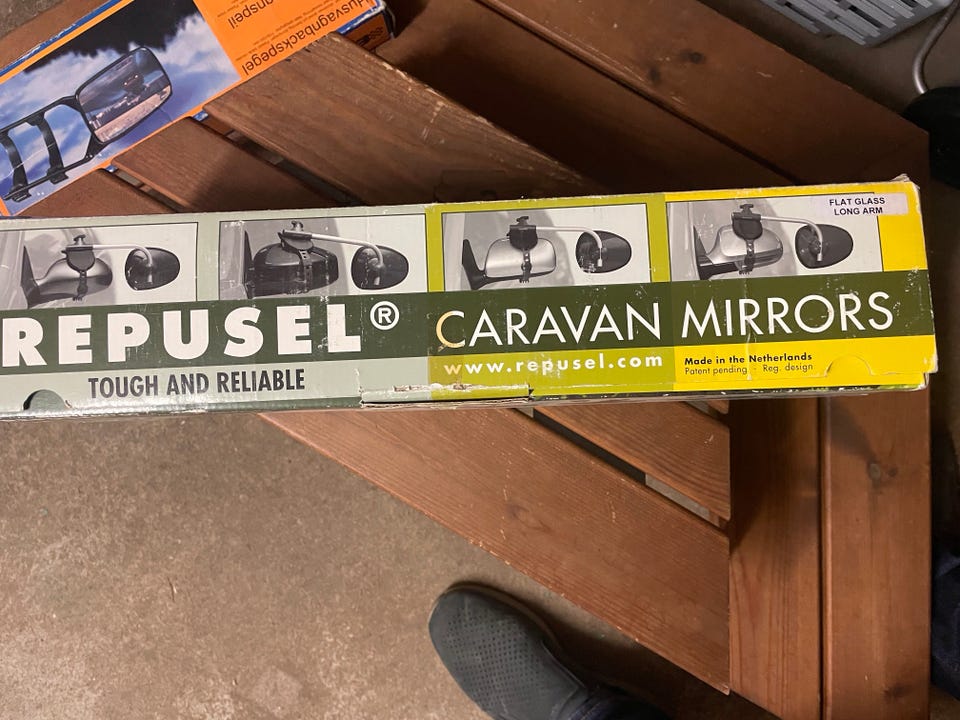 Husvagnbackspegel
FLAT GLASS
LONG ARM
REPUSEL®
CARAVAN MIRRORS
TOUGH AND RELIABLE
www.repusel.com
Made in the Netherlands
Patent pending · Reg. design